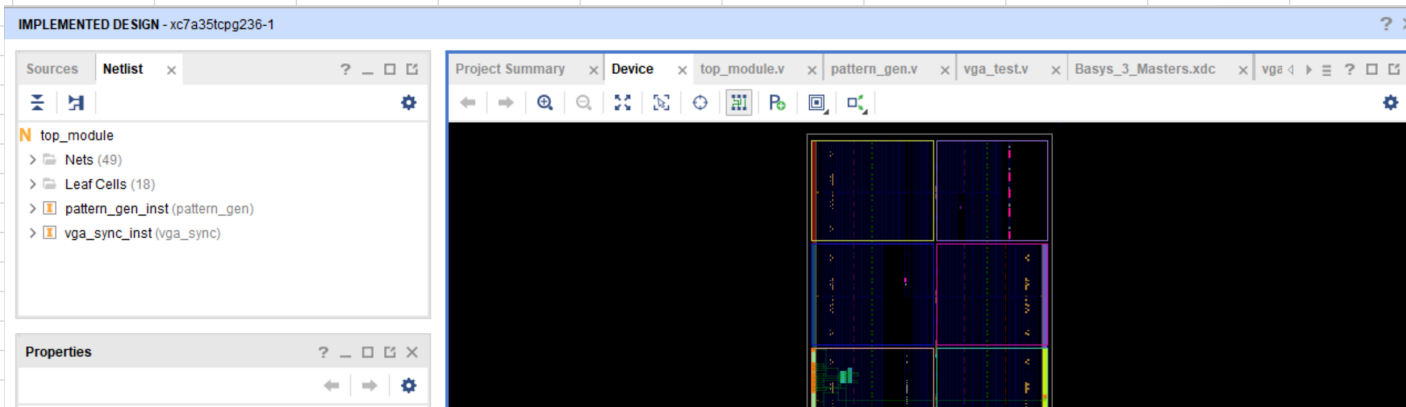 IMPLEMENTED DESIGN - xc7a35tcpg236-1 ?
Sources Netlist ?
Project Summary Device top_module.v pattern_gen.v vga_test.v Basys_3_Masters.xdc vga ?
N top_module
Nets (49)
Leaf Cells (18)
pattern_gen_inst (pattern_gen)
vga_sync_inst (vga_sync)
Properties ?